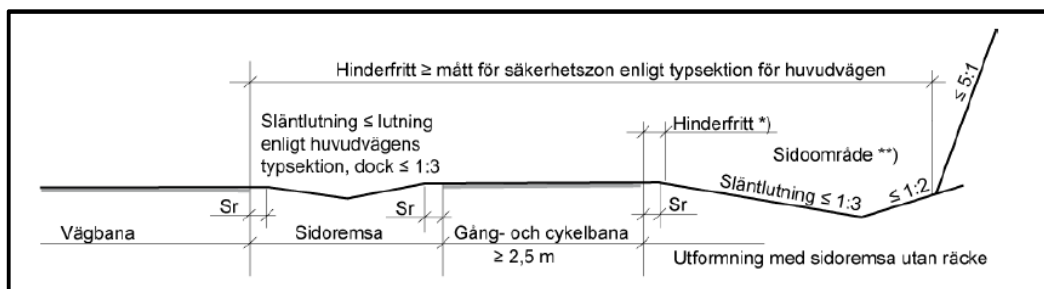 Hinderfritt ≥ mått för säkerhetszon enligt typsektion för huvudvägen
≤ 5:1
Släntlutning ≤ lutning
enligt huvudvägens
typsektion, dock ≤ 1:3
Hinderfritt *)
Sidoområde **)
Släntlutning ≤ 1:3
≤ 1:2
Sr
Sr
Sr
Vägbana
Sidoremsa
Gång- och cykelbana
≥ 2,5 m
Utformning med sidoremsa utan räcke